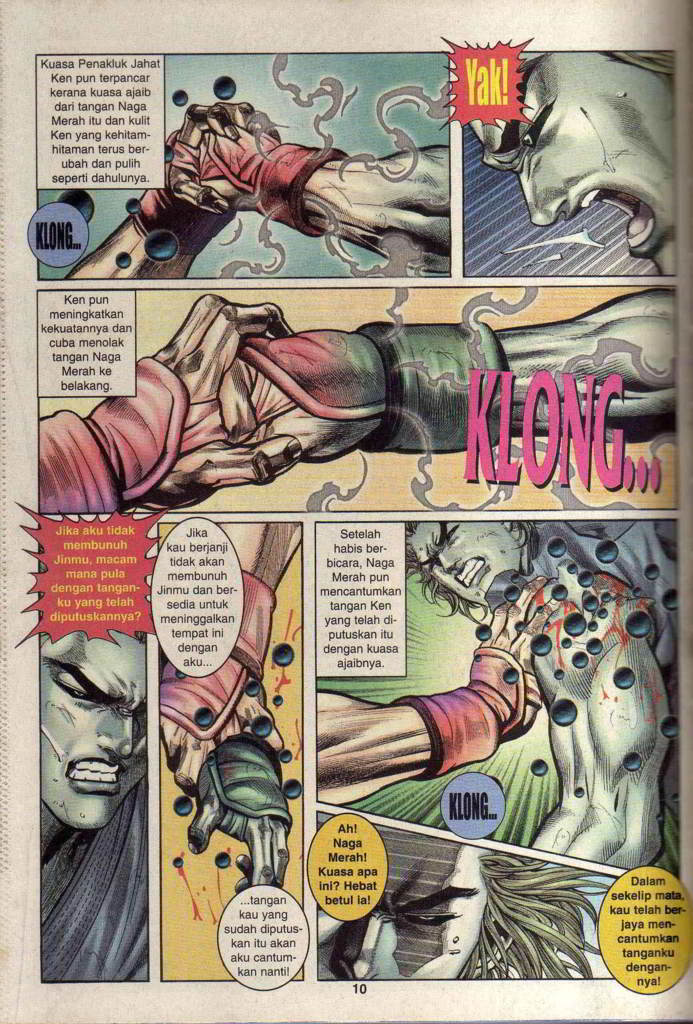 Kuasa Penakluk Jahat
Ken pun terpancar
kerana kuasa ajaib
dari tangan Naga
Merah itu dan kulit
Ken yang kehitam-
hitaman terus ber-
ubah dan pulih
seperti dahulunya.
KLONG...
Yak!
Ken pun
meningkatkan
kekuatannya dan
cuba menolak
tangan Naga
Merah ke
belakang.
KLONG...
Jika aku tidak
membunuh
Jinmu, macam
mana pula
dengan tangan-
ku yang telah
diputuskannya?
Jika
kau berjanji
tidak akan
membunuh
Jinmu dan ber-
sedia untuk
meninggalkan
tempat ini
dengan
aku...
...tangan
kau yang
sudah diputus-
kan itu akan
aku cantum-
kan nanti!
Setelah
habis ber-
bicara, Naga
Merah pun
mencantumkan
tangan Ken
yang telah di-
putuskan itu
dengan kuasa
ajaibnya.
KLONG...
Ah!
Naga
Merah!
Kuasa apa
ini? Hebat
betul ia!
Dalam
sekelip mata,
kau telah ber-
jaya men-
cantumkan
tanganku
dengan-
nya!
10